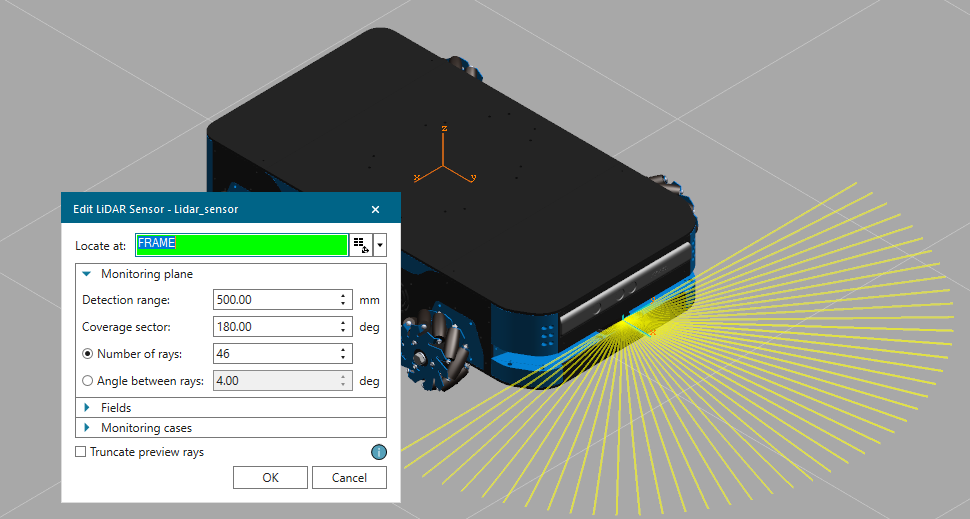 z
x y
Edit LiDAR Sensor - Lidar_sensor
Locate at: FRAME
Monitoring plane
Detection range: 500.00 mm
Coverage sector: 180.00 deg
Number of rays: 46
Angle between rays: 4.00 deg
Fields
Monitoring cases
Truncate preview rays
OK Cancel